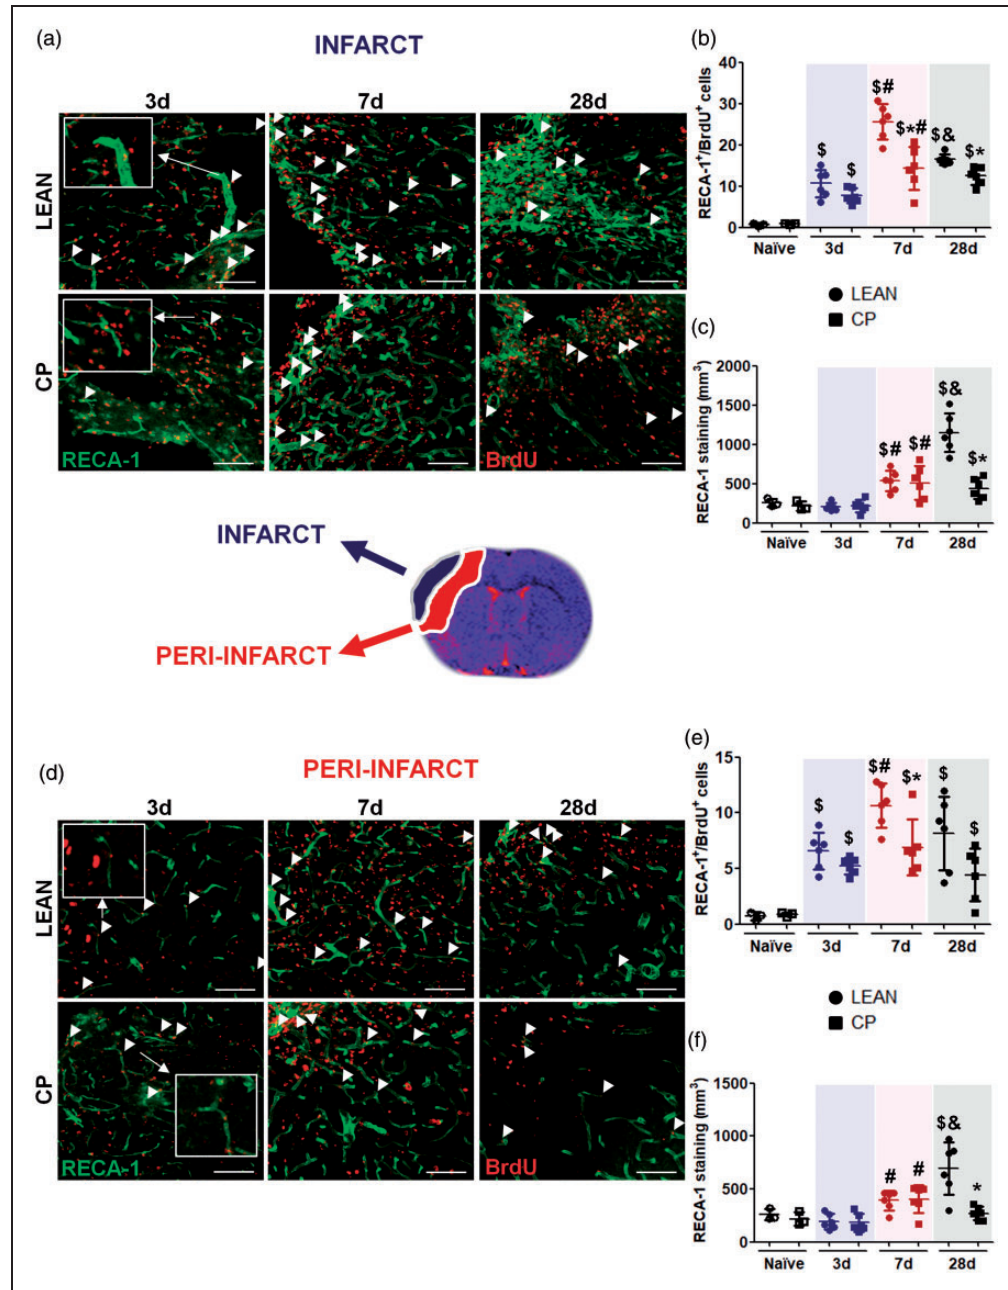 (a)
INFARCT
3d 7d 28d
LEAN
CP
RECA-1
BrdU
(b)
RECA-1+/BrdU+ cells
40
30
20
10
0
$ $ $# $*# $& $*
Naïve 3d 7d 28d
LEAN
CP
(c)
RECA-1 staining (mm3)
2000
1500
1000
500
0
$# $# $& $*
Naïve 3d 7d 28d
INFARCT
PERI-INFARCT
(d)
PERI-INFARCT
3d 7d 28d
LEAN
CP
RECA-1
BrdU
(e)
RECA-1+/BrdU+ cells
15
10
5
0
$ $ $# $* $ $
Naïve 3d 7d 28d
LEAN
CP
(f)
RECA-1 staining (mm3)
1500
1000
500
0
# # $& *
Naïve 3d 7d 28d